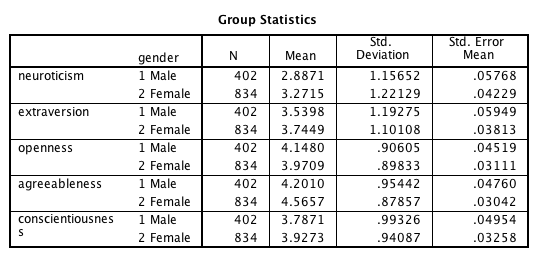 Group Statistics
gender N Mean Std. Deviation Std. Error Mean
neuroticism 1 Male 402 2.8871 1.15652 .05768
2 Female 834 3.2715 1.22129 .04229
extraversion 1 Male 402 3.5398 1.19275 .05949
2 Female 834 3.7449 1.10108 .03813
openness 1 Male 402 4.1480 .90605 .04519
2 Female 834 3.9709 .89833 .03111
agreeableness 1 Male 402 4.2010 .95442 .04760
2 Female 834 4.5657 .87857 .03042
conscientiousnes 1 Male 402 3.7871 .99326 .04954
s 2 Female 834 3.9273 .94087 .03258